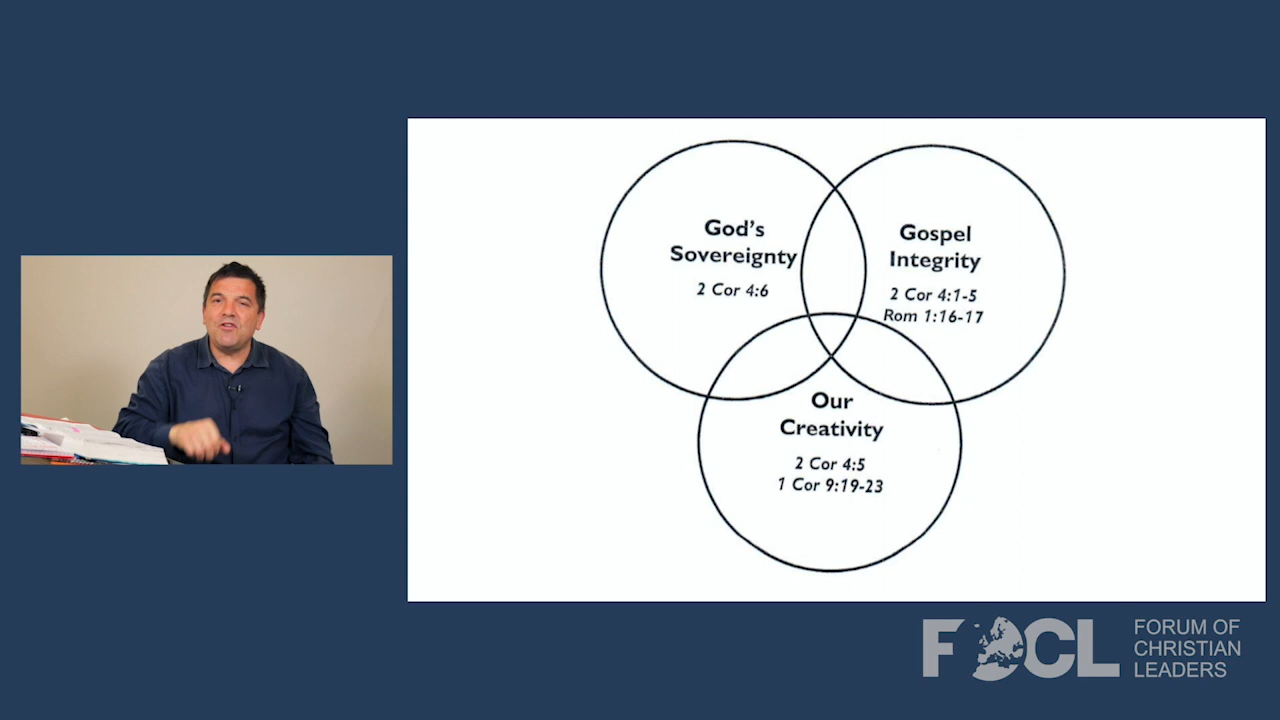 God's
Sovereignty
2 Cor 4:6
Gospel
Integrity
2 Cor 4:1-5
Rom 1:16-17
Our
Creativity
2 Cor 4:5
1 Cor 9:19-23
FOCL
FORUM OF
CHRISTIAN
LEADERS